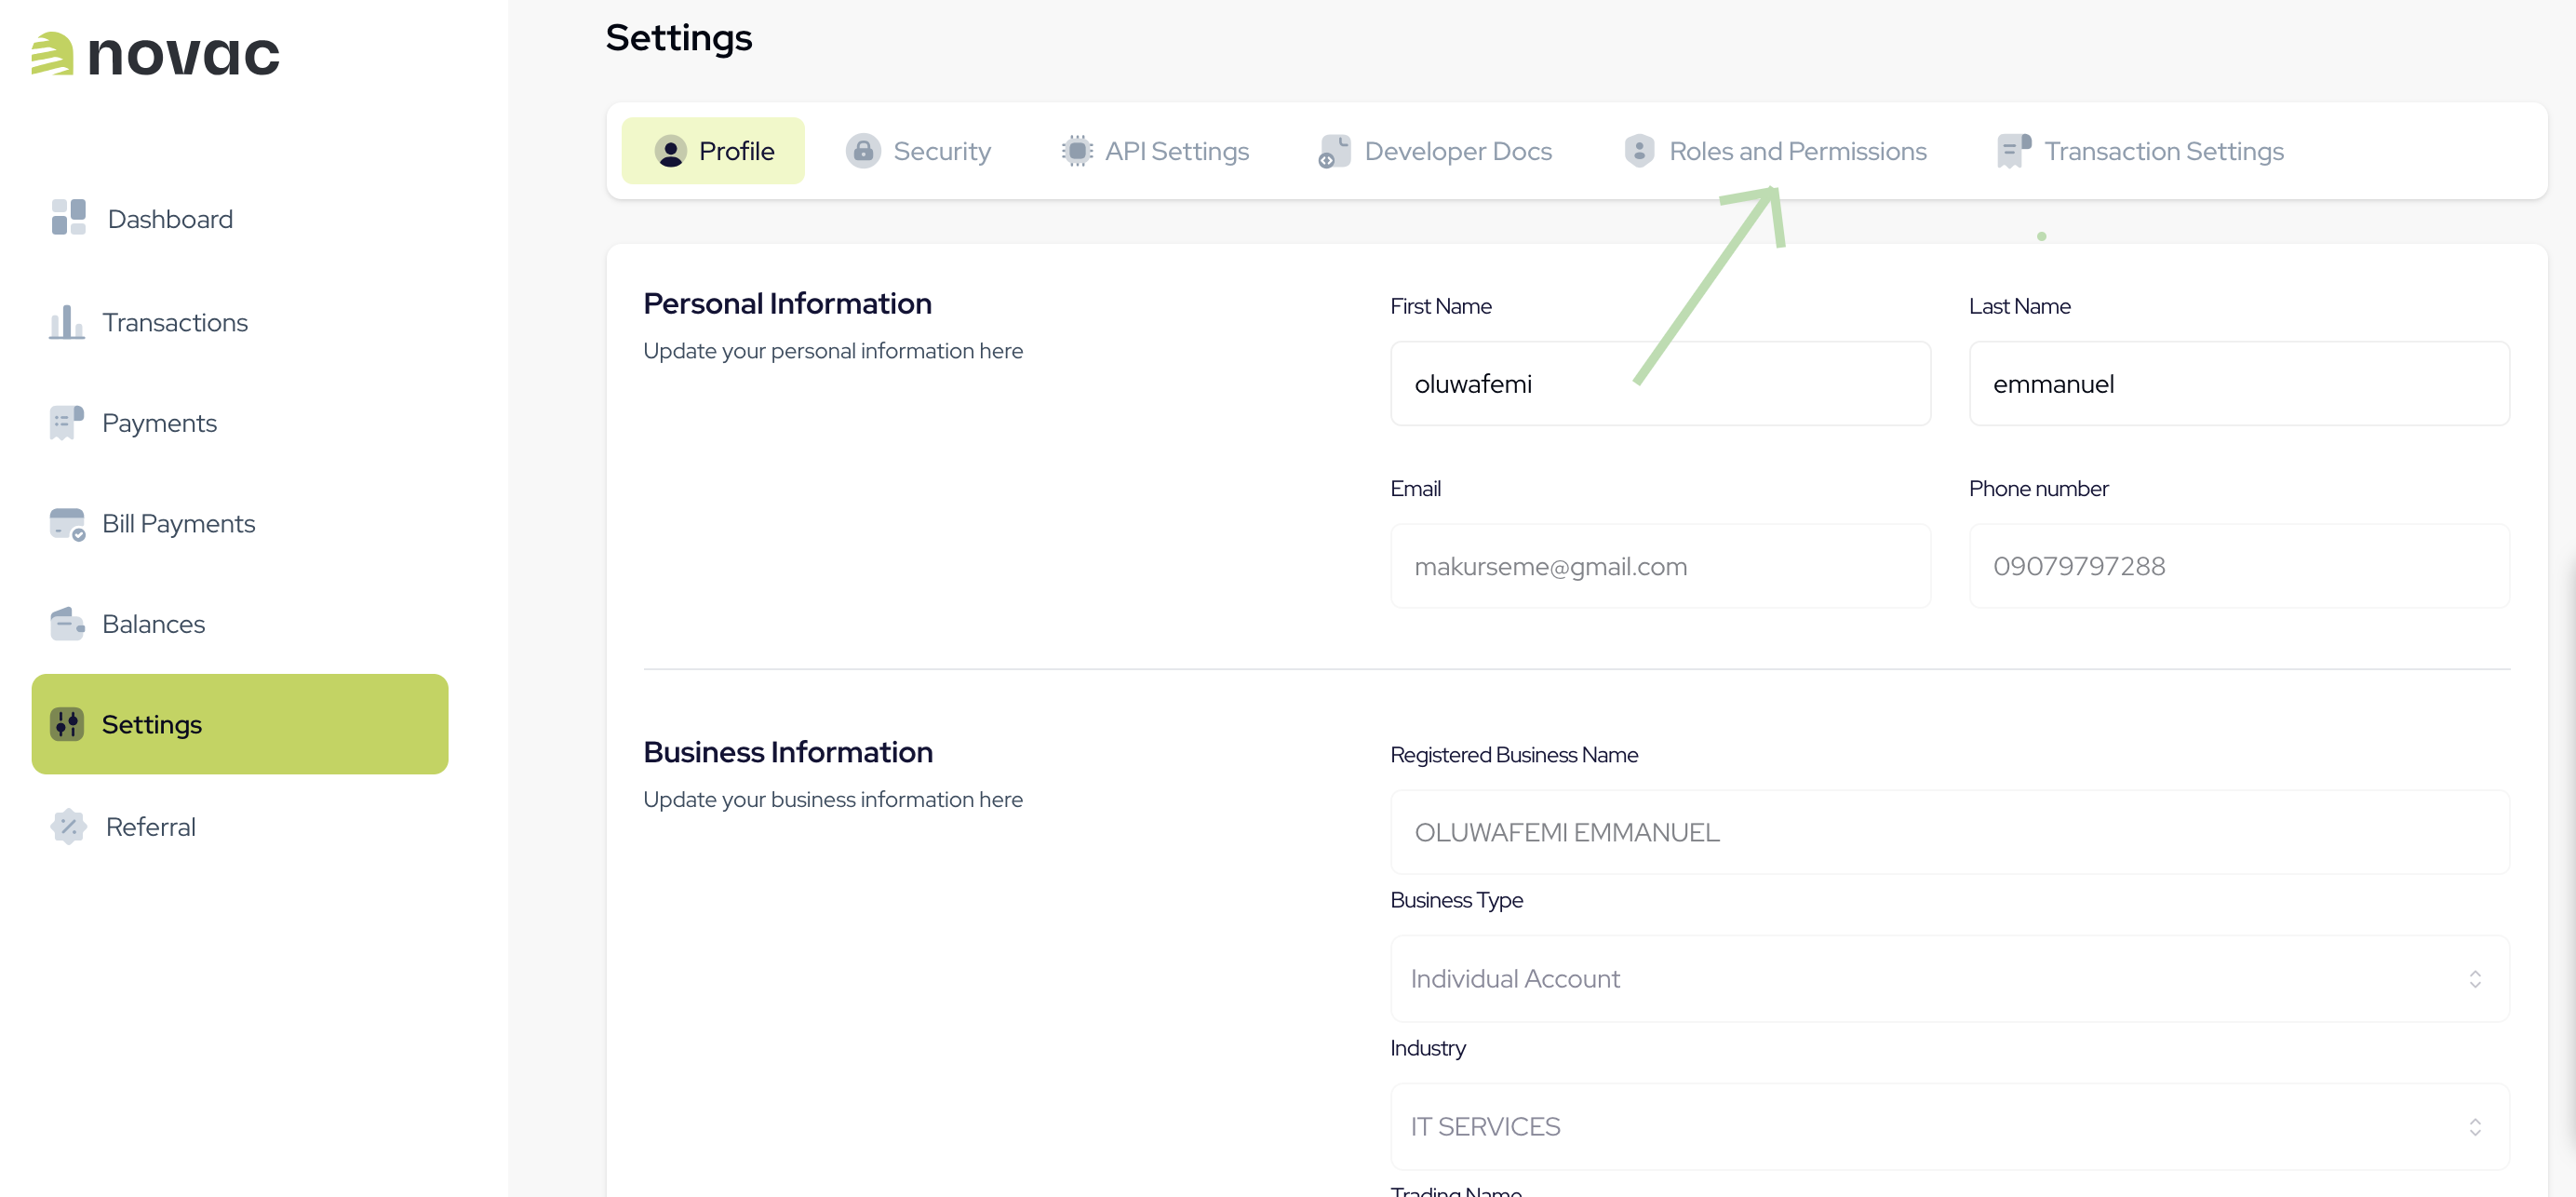 novac
Settings
Profile
Security
API Settings
Developer Docs
Roles and Permissions
Transaction Settings
Dashboard
Transactions
Payments
Bill Payments
Balances
Settings
Referral
Personal Information
Update your personal information here
First Name
Last Name
oluwafemi
emmanuel
Email
Phone number
makurseme@gmail.com
09079797288
Business Information
Update your business information here
Registered Business Name
OLUWAFEMI EMMANUEL
Business Type
Individual Account
Industry
IT SERVICES
Trading Name